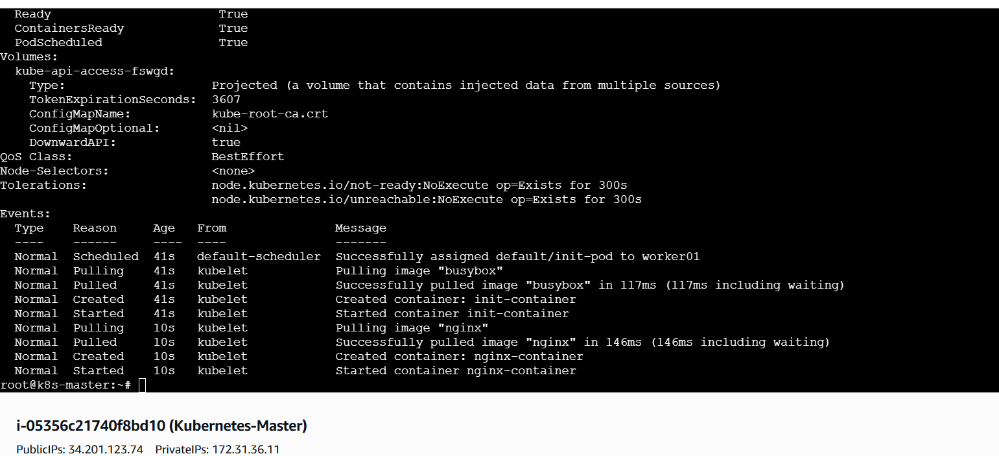 Ready True
ContainersReady True
PodScheduled True
Volumes:
kube-api-access-fswgd:
Type: Projected (a volume that contains injected data from multiple sources)
TokenExpirationSeconds: 3607
ConfigMapName: kube-root-ca.crt
ConfigMapOptional: <nil>
DownwardAPI: true
QoS Class: BestEffort
Node-Selectors: <none>
Tolerations: node.kubernetes.io/not-ready:NoExecute op=Exists for 300s
node.kubernetes.io/unreachable:NoExecute op=Exists for 300s
Events:
Type Reason Age From Message
---- ------ ---- ---- -------
Normal Scheduled 41s default-scheduler Successfully assigned default/init-pod to worker01
Normal Pulling 41s kubelet Pulling image "busybox"
Normal Pulled 41s kubelet Successfully pulled image "busybox" in 117ms (117ms including waiting)
Normal Created 41s kubelet Created container: init-container
Normal Started 41s kubelet Started container init-container
Normal Pulling 10s kubelet Pulling image "nginx"
Normal Pulled 10s kubelet Successfully pulled image "nginx" in 146ms (146ms including waiting)
Normal Created 10s kubelet Created container: nginx-container
Normal Started 10s kubelet Started container nginx-container
root@k8s-master:~#
i-05356c21740f8bd10 (Kubernetes-Master)
PublicIPs: 34.201.123.74 PrivateIPs: 172.31.36.11